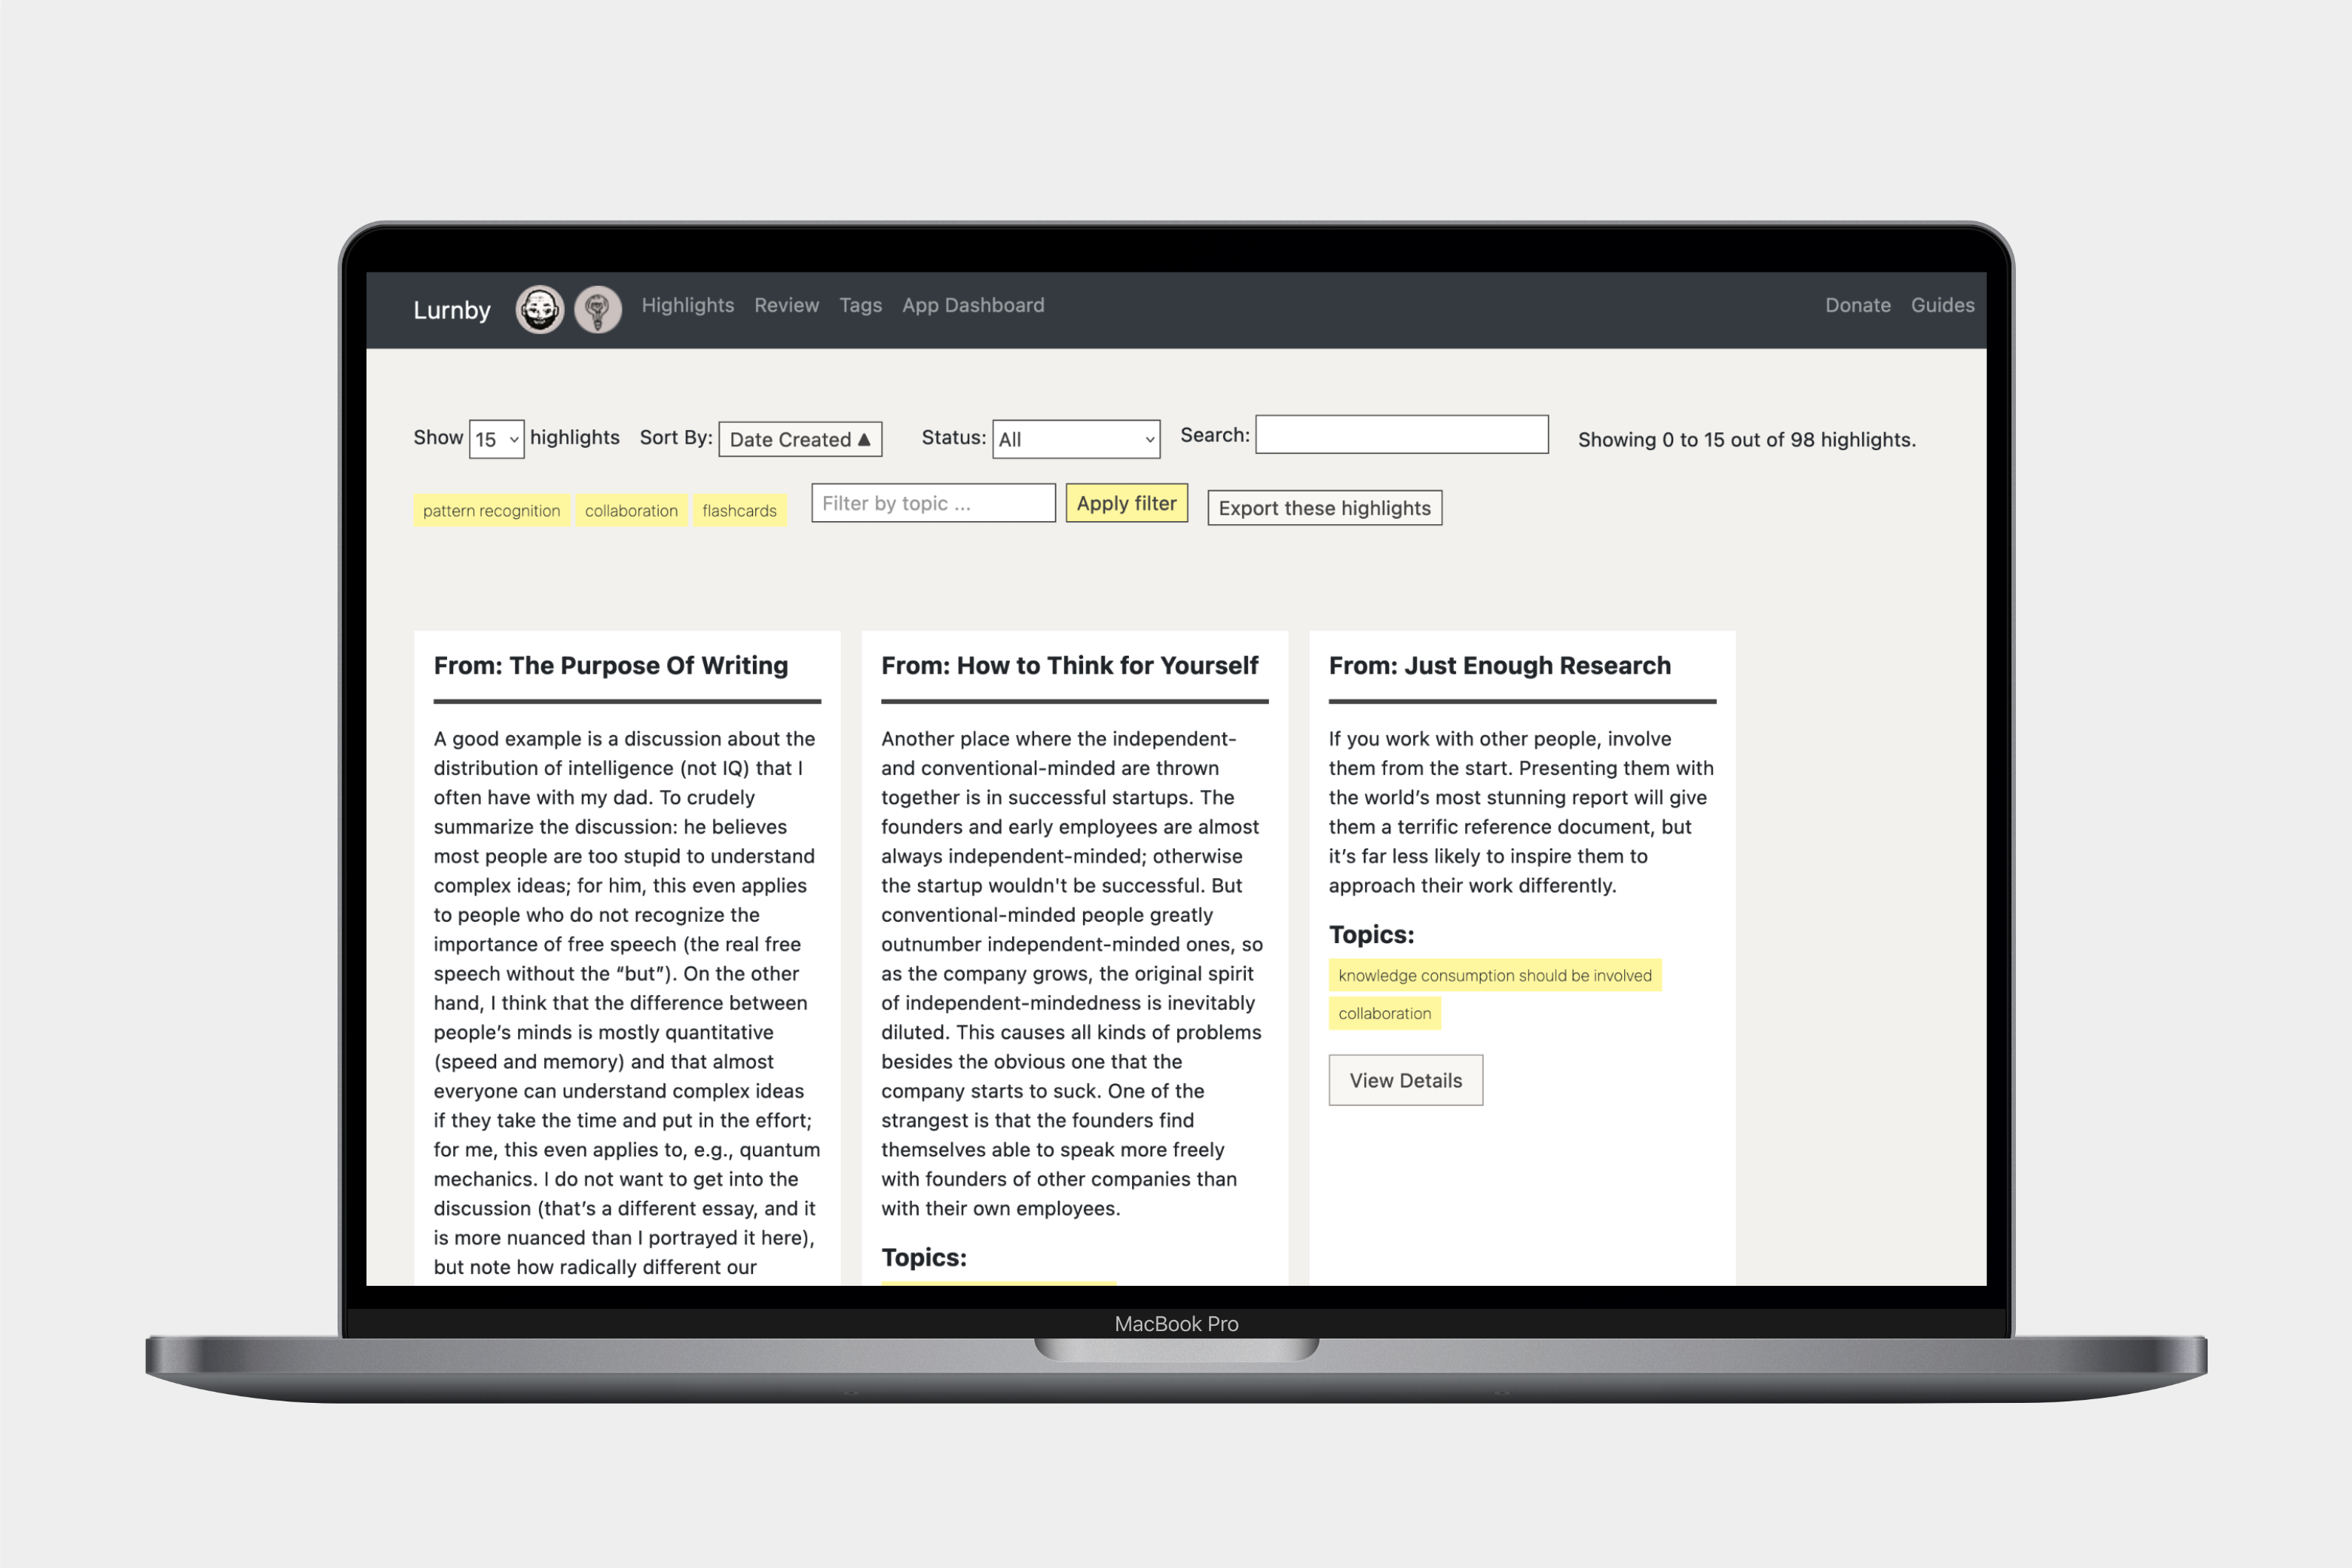 Lurnby Highlights Review Tags App Dashboard Donate Guides
Show 15 highlights Sort By: Date Created ▲ Status: All Search: Showing 0 to 15 out of 98 highlights.
pattern recognition collaboration flashcards Filter by topic ... Apply filter Export these highlights
From: The Purpose Of Writing
A good example is a discussion about the
distribution of intelligence (not IQ) that I
often have with my dad. To crudely
summarize the discussion: he believes
most people are too stupid to understand
complex ideas; for him, this even applies
to people who do not recognize the
importance of free speech (the real free
speech without the “but”). On the other
hand, I think that the difference between
people’s minds is mostly quantitative
(speed and memory) and that almost
everyone can understand complex ideas
if they take the time and put in the effort;
for me, this even applies to, e.g., quantum
mechanics. I do not want to get into the
discussion (that’s a different essay, and it
is more nuanced than I portrayed it here),
but note how radically different our
From: How to Think for Yourself
Another place where the independent-
and conventional-minded are thrown
together is in successful startups. The
founders and early employees are almost
always independent-minded; otherwise
the startup wouldn't be successful. But
conventional-minded people greatly
outnumber independent-minded ones, so
as the company grows, the original spirit
of independent-mindedness is inevitably
diluted. This causes all kinds of problems
besides the obvious one that the
company starts to suck. One of the
strangest is that the founders find
themselves able to speak more freely
with founders of other companies than
with their own employees.
Topics:
From: Just Enough Research
If you work with other people, involve
them from the start. Presenting them with
the world’s most stunning report will give
them a terrific reference document, but
it’s far less likely to inspire them to
approach their work differently.
Topics:
knowledge consumption should be involved
collaboration
View Details
MacBook Pro